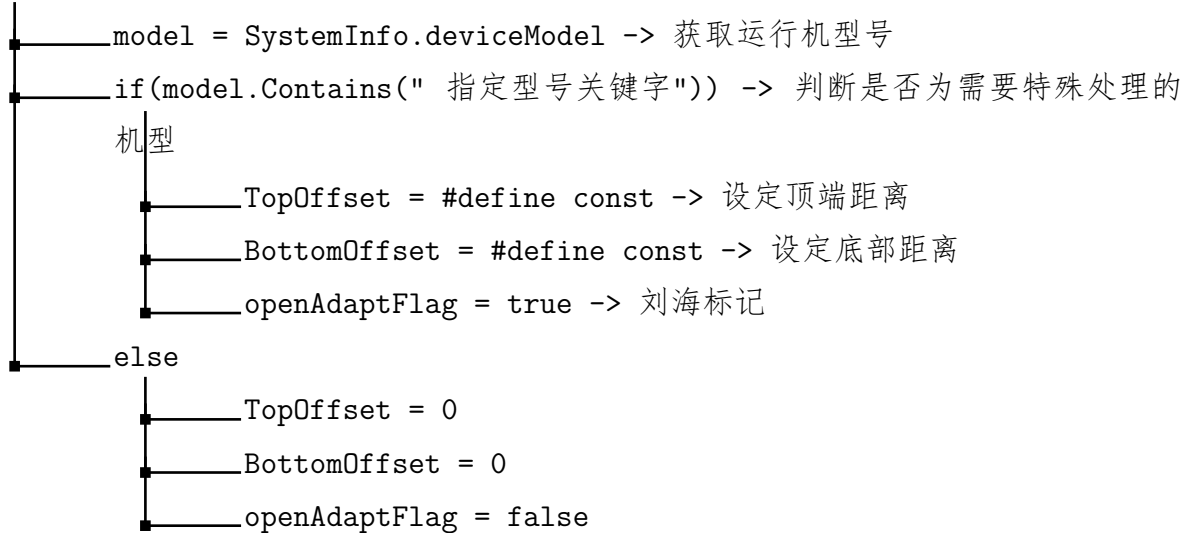 model = SystemInfo.deviceModel -> 获取运行机型号
if(model.Contains(" 指定型号关键字")) -> 判断是否为需要特殊处理的
机型
TopOffset = #define const -> 设定顶端距离
BottomOffset = #define const -> 设定底部距离
openAdaptFlag = true -> 刘海标记
else
TopOffset = 0
BottomOffset = 0
openAdaptFlag = false